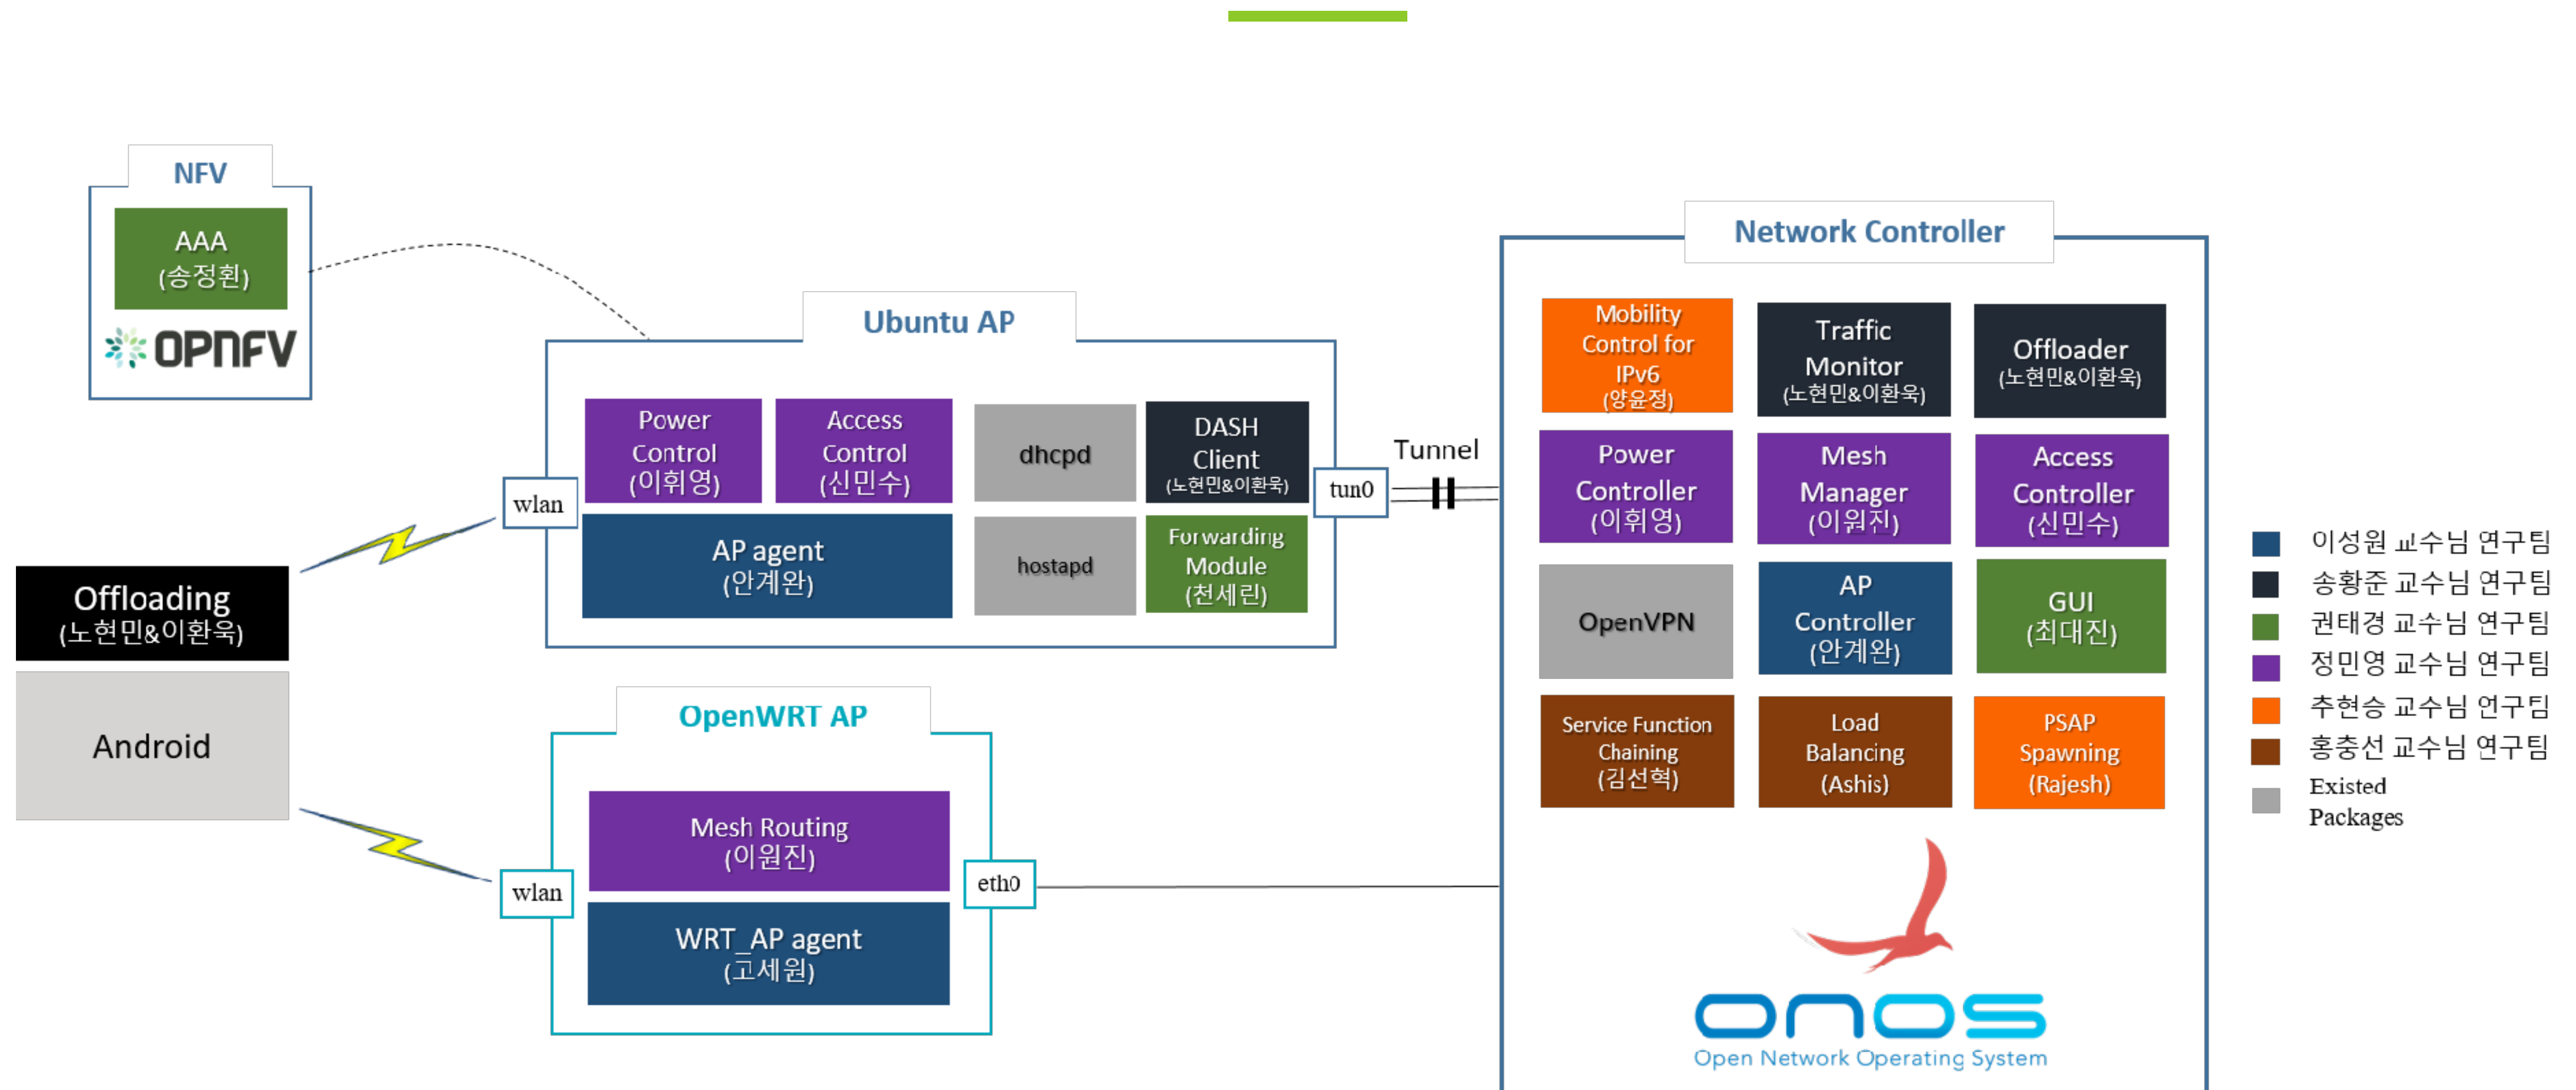 NFV
AAA
(송정환)
OPNFV
Ubuntu AP
Power
Control
(이휘영)
Access
Control
(신민수)
dhcpd
DASH
Client
(노현민&이환욱)
AP agent
(안계완)
hostapd
Forwarding
Module
(천세린)
wlan
tun0
Tunnel
Offloading
(노현민&이환욱)
Android
OpenWRT AP
Mesh Routing
(이원진)
WRT_AP agent
(고세원)
wlan
eth0
Network Controller
Mobility
Control for
IPv6
(양윤정)
Traffic
Monitor
(노현민&이환욱)
Offloader
(노현민&이환욱)
Power
Controller
(이휘영)
Mesh
Manager
(이원진)
Access
Controller
(신민수)
OpenVPN
AP
Controller
(안계완)
GUI
(최대진)
Service Function
Chaining
(김선혁)
Load
Balancing
(Ashis)
PSAP
Spawning
(Rajesh)
onos
Open Network Operating System
이성원 교수님 연구팀
송황준 교수님 연구팀
권태경 교수님 연구팀
정민영 교수님 연구팀
추현승 교수님 연구팀
홍충선 교수님 연구팀
Existed
Packages